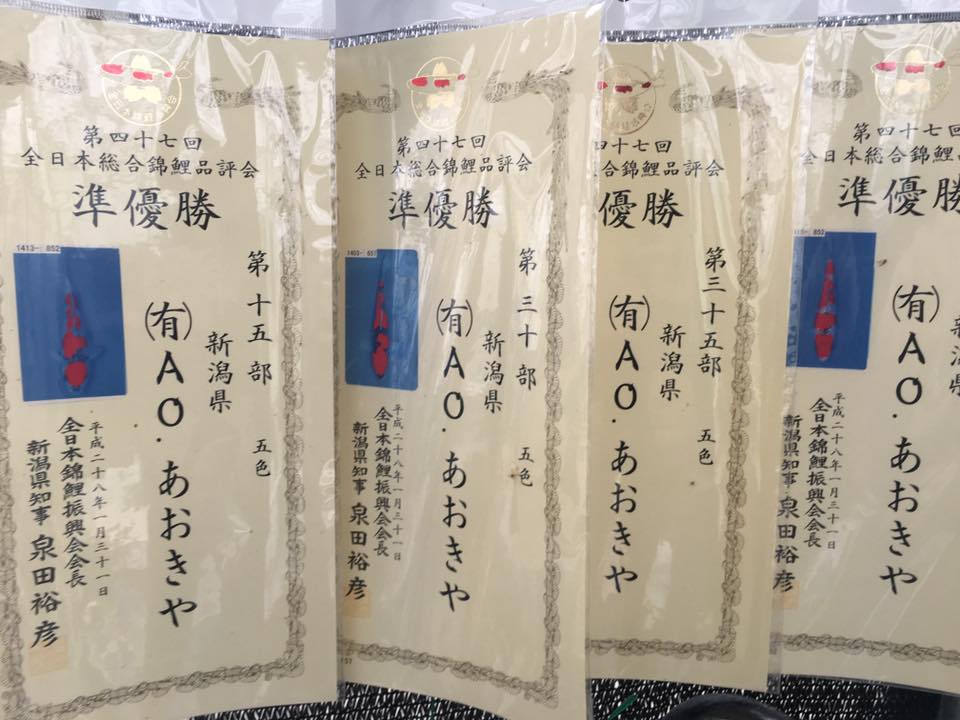 第四十七回
全日本総合錦鯉品評会
準優勝
1413- 852
第十五部 五色
新潟県
㈲AO.あおきや
平成二十八年一月三十一日
全日本錦鯉振興会会長
新潟県知事 泉田裕彦
第四十七回
全日本総合錦鯉品評会
準優勝
第三十部 五色
新潟県
㈲AO.あおきや
平成二十八年一月三十一日
全日本錦鯉振興会会長
新潟県知事 泉田裕彦
157
四十七回
合錦鯉品評会
優勝
第三十五部 五色
新潟県
㈲AO.あおきや
第四十七回
全日本総合錦鯉品
準優勝
新潟県
㈲AO.あおきや
平成二十八年一月三十一日
全日本錦鯉振興会会長
新潟県知事 泉田裕彦